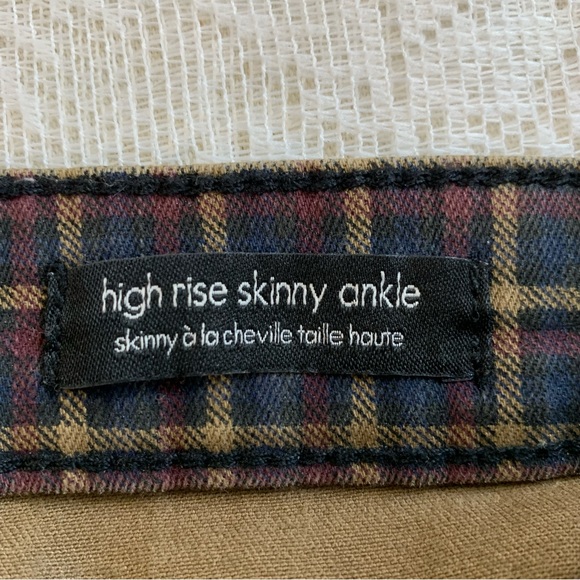 high rise skinny ankle
skinny à la cheville taille haute